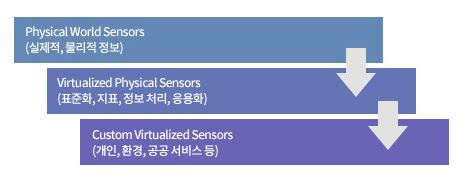 Physical World Sensors
(실제적, 물리적 정보)
Virtualized Physical Sensors
(표준화, 지표, 정보 처리, 응용화)
Custom Virtualized Sensors
(개인, 환경, 공공 서비스 등)